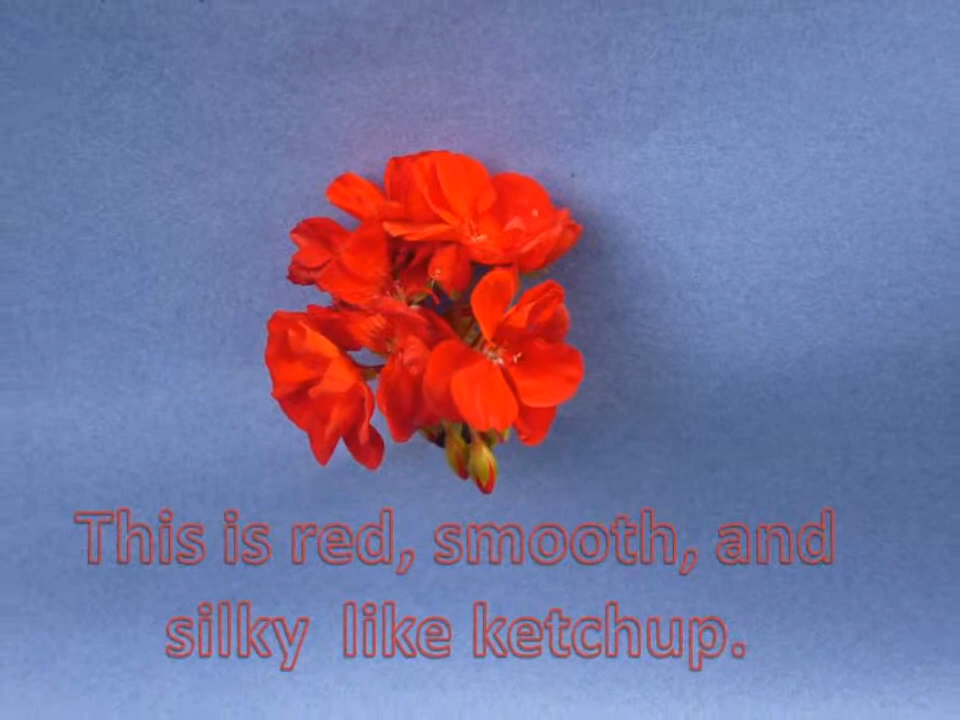 This is red, smooth, and
silky  like ketchup.